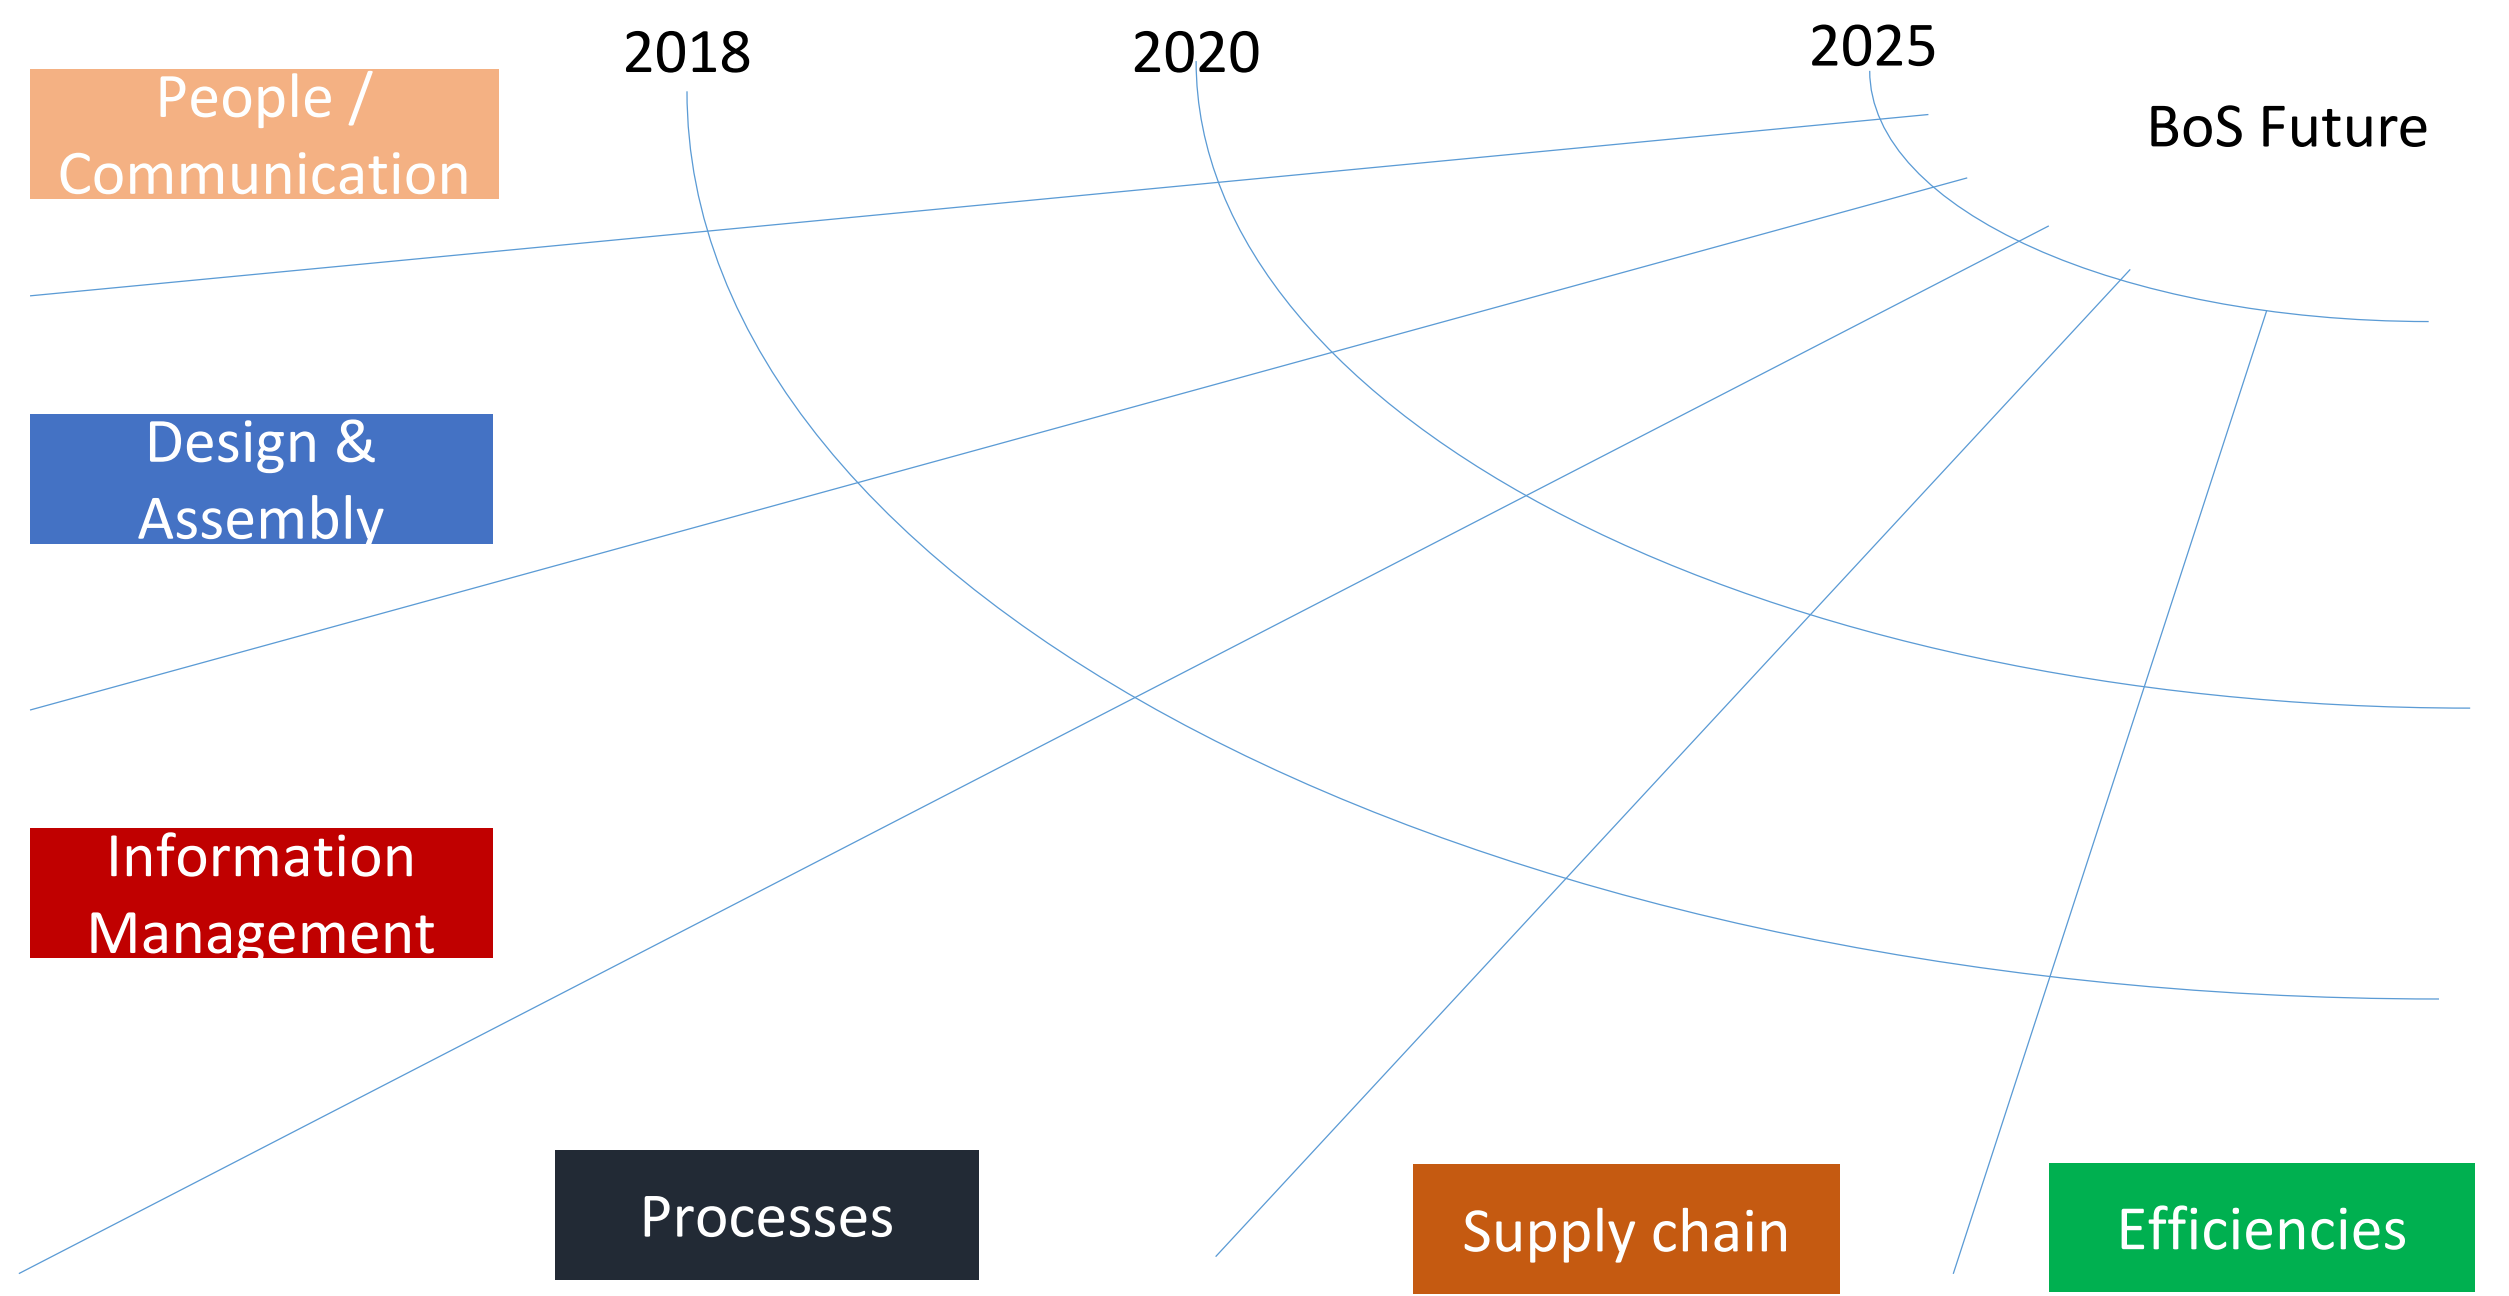 2018
2020
2025
People /
Communication
BoS Future
Design &
Assembly
Information
Management
Processes
Supply chain
Efficiencies